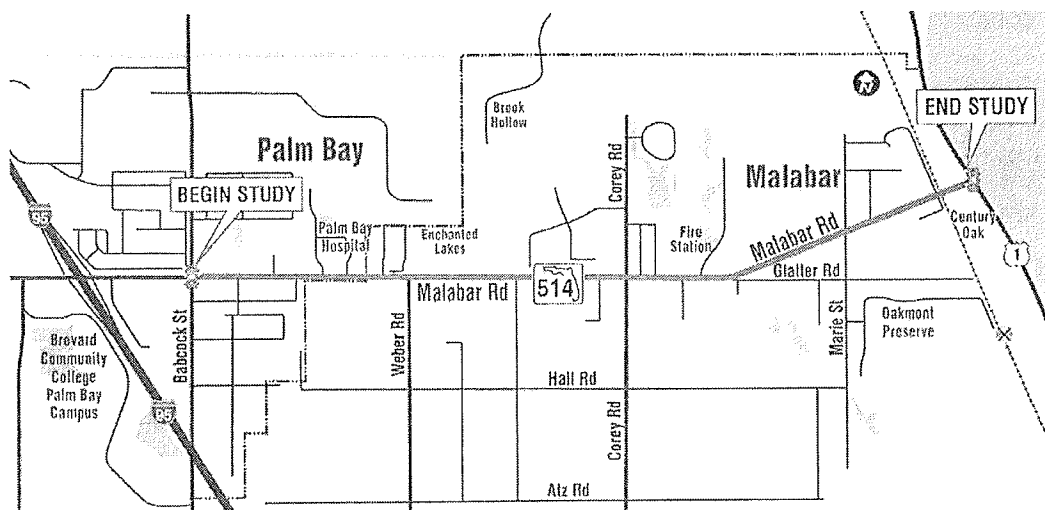 Brook
Hollow
END STUDY
Palm Bay
Corey Rd
Malabar
BEGIN STUDY
95
Palm Bay
Hospital
Enchanted
Lakes
Fire
Station
Malabar Rd
Century
Oak
1
Malabar Rd
514
Glatter Rd
Babcock St
Weber Rd
Marie St
Oakmont
Preserve
Brevard
Community
College
Palm Bay
Campus
95
Hall Rd
Corey Rd
Atz Rd
N